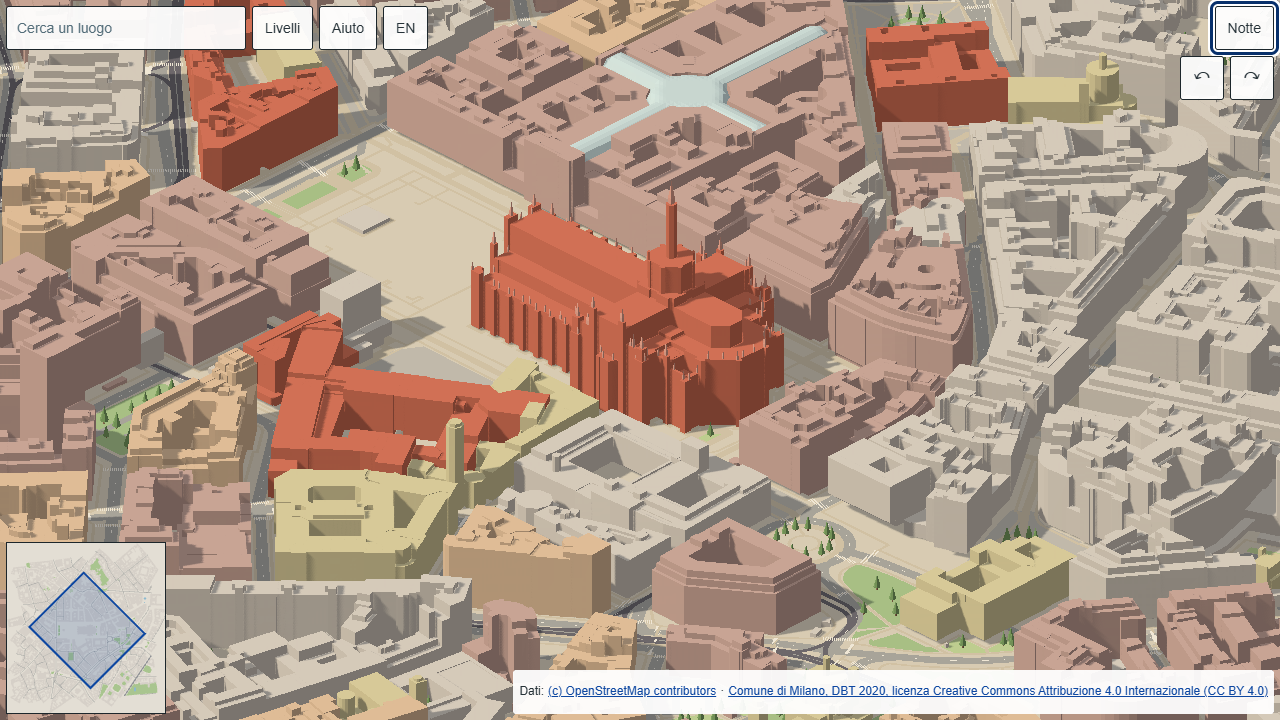 Cerca un luogo
Livelli
Aiuto
EN
Notte
Dati: (c) OpenStreetMap contributors · Comune di Milano, DBT 2020, licenza Creative Commons Attribuzione 4.0 Internazionale (CC BY 4.0)